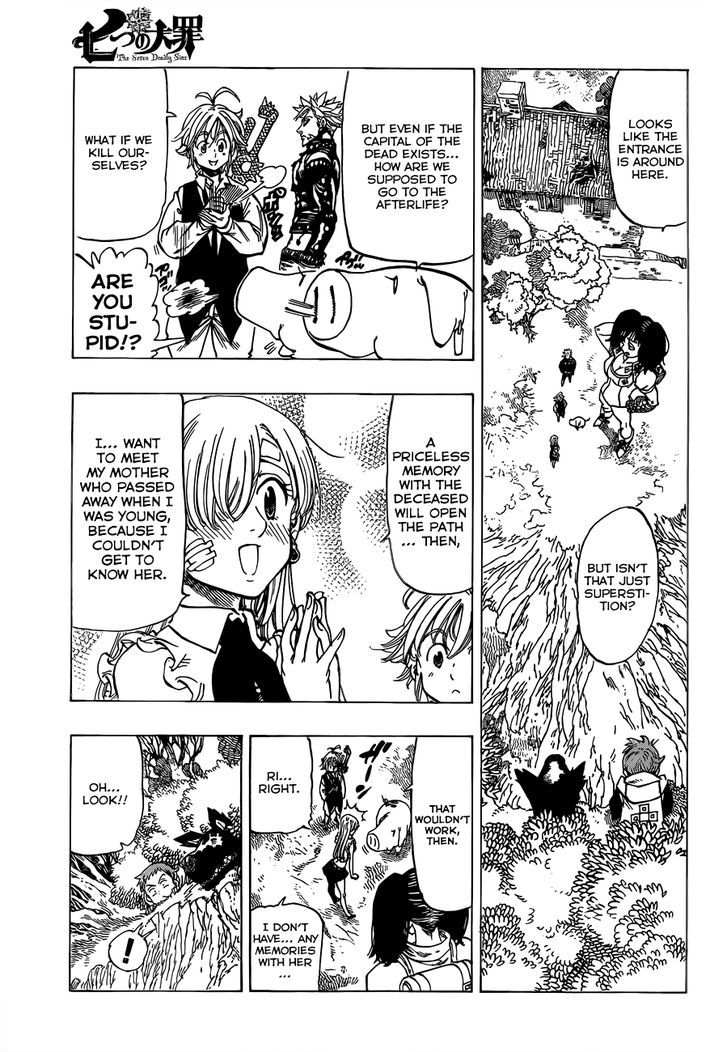 七つの大罪
The Seven Deadly Sins
LOOKS
LIKE THE
ENTRANCE
IS AROUND
HERE.
BUT ISN'T
THAT JUST
SUPERSTI-
TION?
BUT EVEN IF THE
CAPITAL OF THE
DEAD EXISTS...
HOW ARE WE
SUPPOSED TO
GO TO THE
AFTERLIFE?
WHAT IF WE
KILL OUR-
SELVES?
ARE
YOU
STU-
PID!?
A
PRICELESS
MEMORY
WITH THE
DECEASED
WILL OPEN
THE PATH
... THEN,
I... WANT
TO MEET
MY MOTHER
WHO PASSED
AWAY WHEN I
WAS YOUNG,
BECAUSE I
COULDN'T
GET TO
KNOW HER.
THAT
WOULDN'T
WORK,
THEN.
RI...
RIGHT.
I DON'T
HAVE... ANY
MEMORIES
WITH HER
...
OH...
LOOK!!
!